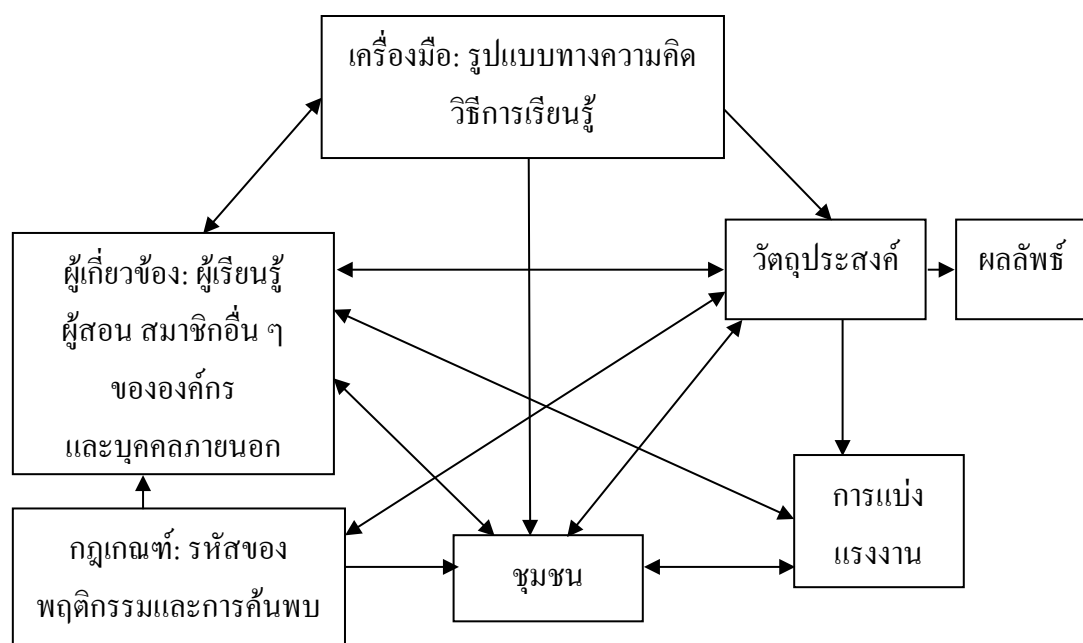 เครื่องมือ: รูปแบบทางความคิด
วิธีการเรียนรู้
ผู้เกี่ยวข้อง: ผู้เรียนรู้
ผู้สอน สมาชิกอื่น ๆ
ขององค์กร
และบุคคลภายนอก
วัตถุประสงค์
ผลลัพธ์
การแบ่ง
แรงงาน
กฎเกณฑ์: รหัสของ
พฤติกรรมและการค้นพบ
ชุมชน